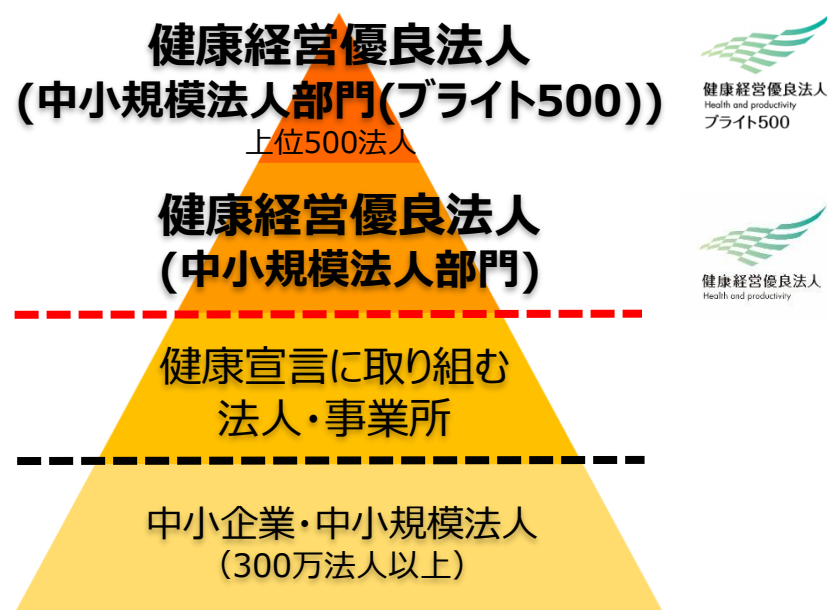 健康経営優良法人
(中小規模法人部門(ブライト500))
上位500法人
健康経営優良法人
Health and productivity
ブライト500
健康経営優良法人
(中小規模法人部門)
健康経営優良法人
Health and productivity
健康宣言に取り組む
法人・事業所
中小企業・中小規模法人
（300万法人以上）